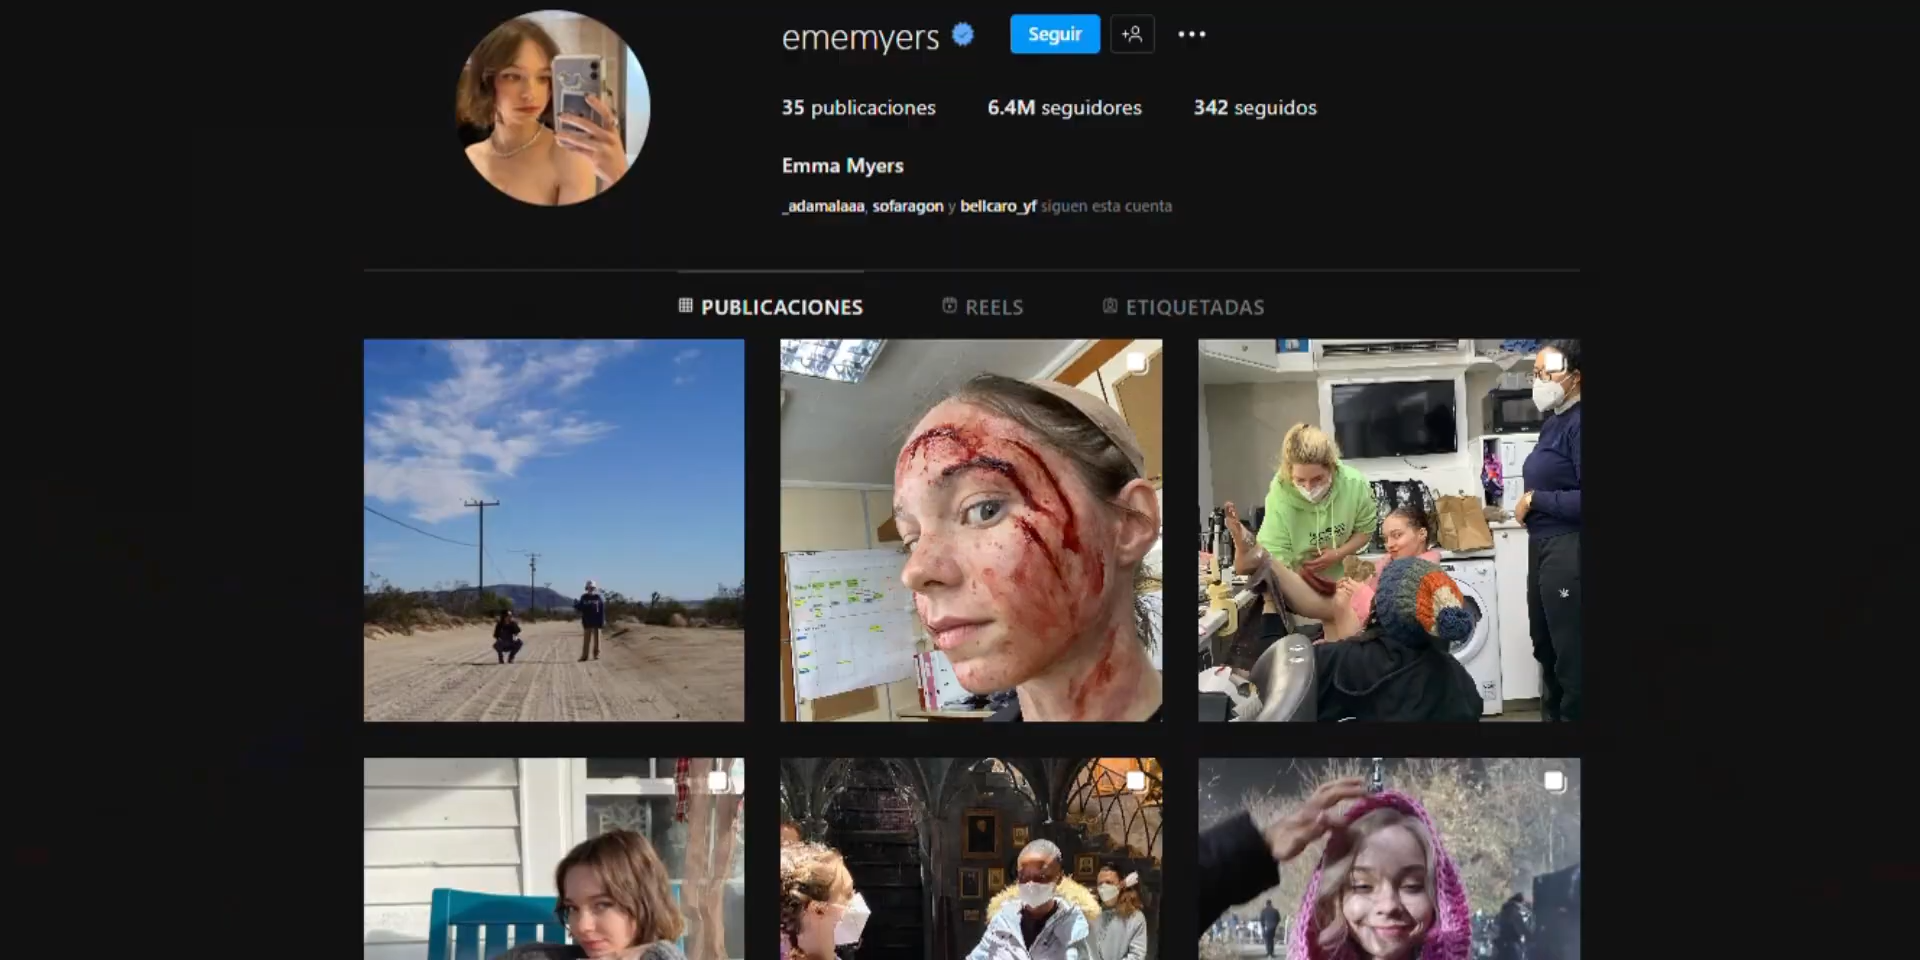 ememyers Seguir
35 publicaciones 6.4M seguidores 342 seguidos
Emma Myers
_adamalaaa, sofaragon y bellcaro_yf siguen esta cuenta
PUBLICACIONES REELS ETIQUETADAS